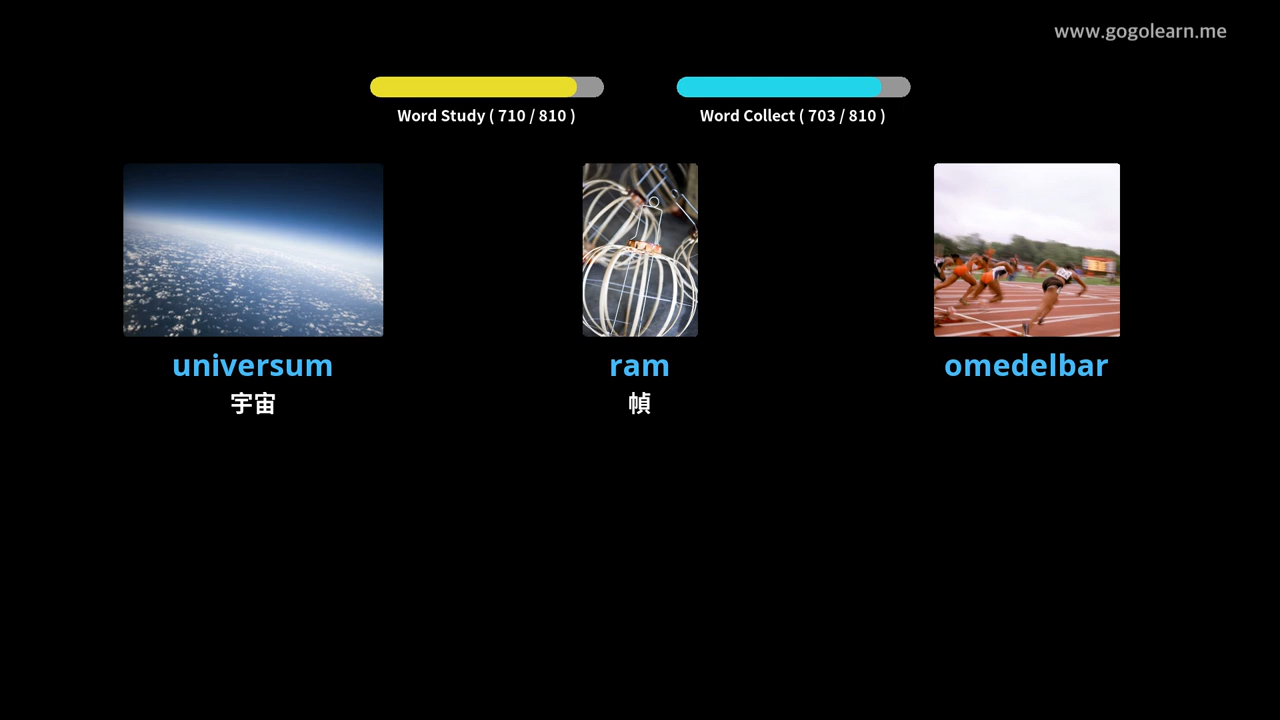 www.gogolearn.me
Word Study ( 710 / 810 )
Word Collect ( 703 / 810 )
universum
ram
omedelbar
宇宙
幀